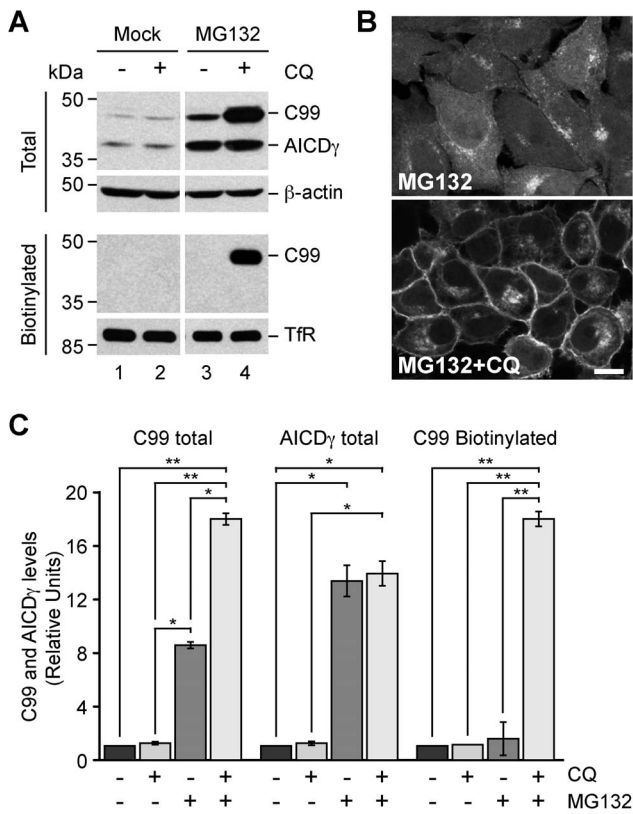 A
Mock MG132
kDa - + - + CQ
Total
50
35
C99
AICDγ
50
β-actin
Biotinylated
50
35
C99
85
TfR
1 2 3 4
B
MG132
MG132+CQ
C
C99 total AICDγ total C99 Biotinylated
** * **
** * **
* * **
*
C99 and AICDγ levels
(Relative Units)
20
16
12
8
4
0
- + - + - + - + - + - + CQ
- - + + - - + + - - + + MG132